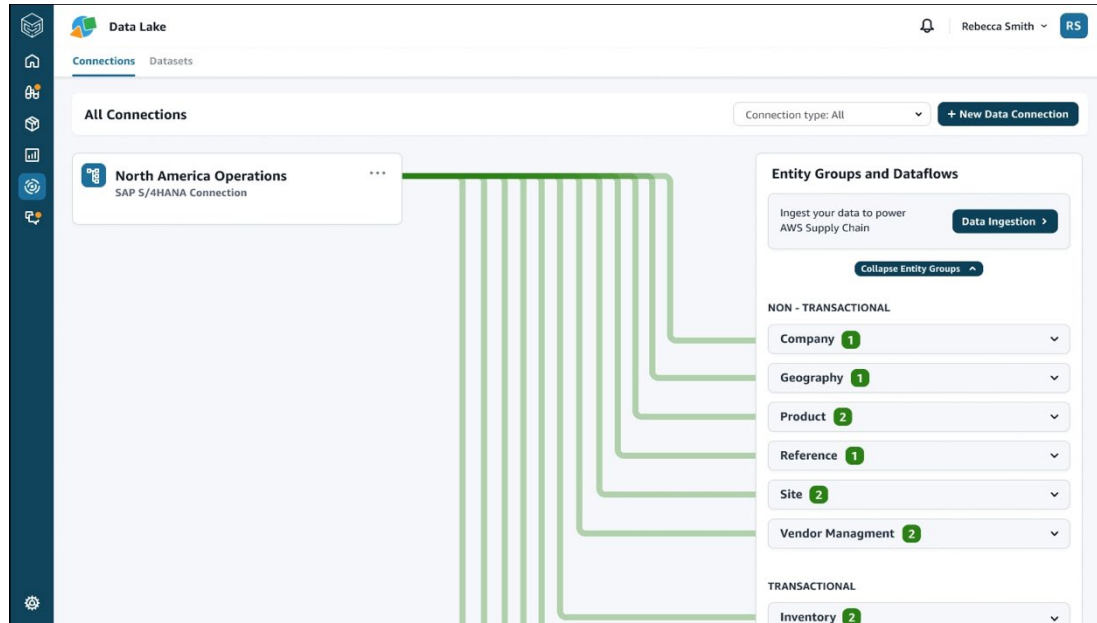 Data Lake
Rebecca Smith
RS
Connections
Datasets
All Connections
Connection type: All
+ New Data Connection
North America Operations
SAP S/4HANA Connection
Entity Groups and Dataflows
Ingest your data to power
AWS Supply Chain
Data Ingestion >
Collapse Entity Groups
NON - TRANSACTIONAL
Company 1
Geography 1
Product 2
Reference 1
Site 2
Vendor Managment 2
TRANSACTIONAL
Inventory 2